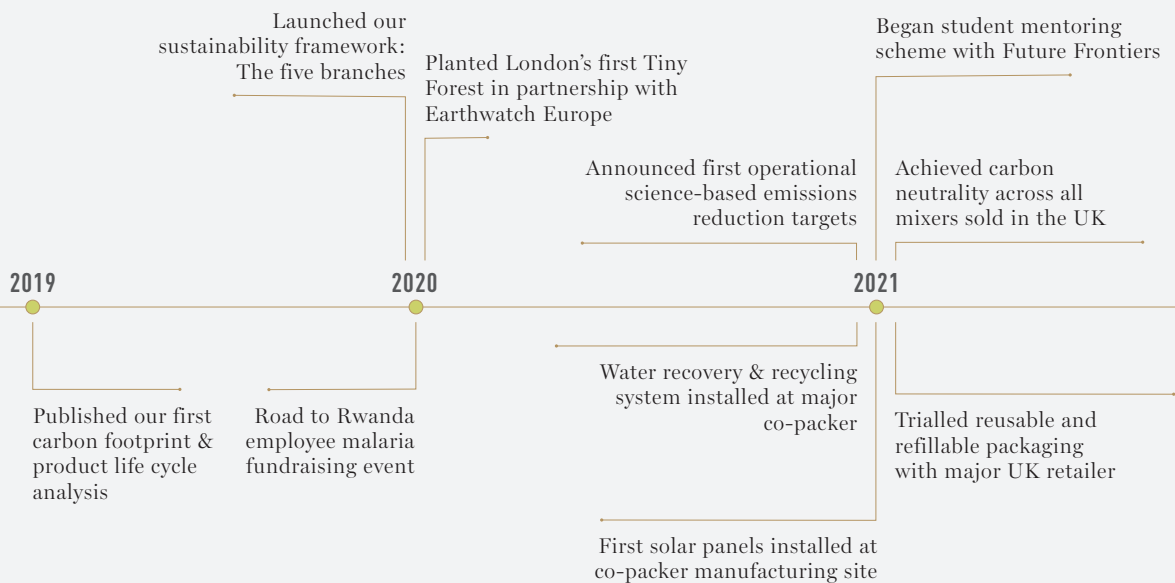 Launched our
sustainability framework:
The five branches
Planted London’s first Tiny
Forest in partnership with
Earthwatch Europe
Began student mentoring
scheme with Future Frontiers
Announced first operational
science-based emissions
reduction targets
Achieved carbon
neutrality across all
mixers sold in the UK
2019
2020
2021
Published our first
carbon footprint &
product life cycle
analysis
Road to Rwanda
employee malaria
fundraising event
Water recovery & recycling
system installed at major
co-packer
Trialled reusable and
refillable packaging
with major UK retailer
First solar panels installed at
co-packer manufacturing site